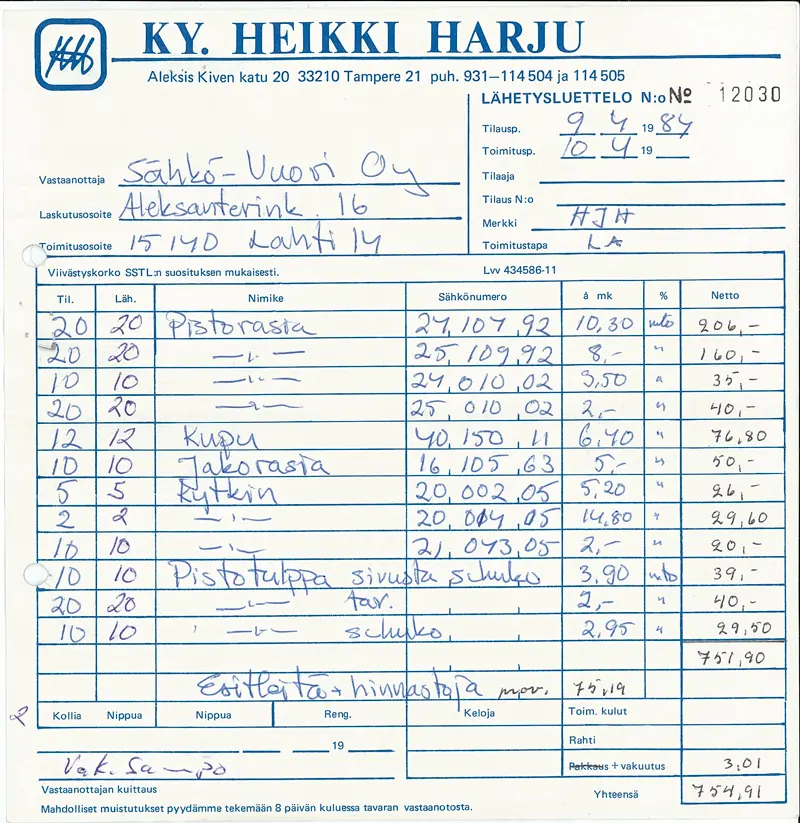 HH KY. HEIKKI HARJU
Aleksis Kiven katu 20 33210 Tampere 21 puh. 931—114 504 ja 114 505
LÄHETYSLUETTELO N:o № 12030
Tilausp. 9 4 19 84
Toimitusp. 10 4 19
Vastaanottaja Sähkö-Vuori Oy
Tilaaja
Laskutusosoite Aleksanterink. 16
Tilaus N:o
Merkki HJH
Toimitusosoite 15140 Lahti 14
Toimitustapa LA
Viivästyskorko SSTL:n suosituksen mukaisesti. Lvv 434586-11
Til. Läh. Nimike Sähkönumero à mk % Netto
20 20 Pistorasia 24,107,92 10,30 nto 206,-
20 20 —"— 25,109,92 8,- " 160,-
10 10 —"— 24,010,02 3,50 " 35,-
20 20 —"— 25,010,02 2,- " 40,-
12 12 Kupu 40,150,11 6,40 " 76,80
10 10 Jakorasia 16,105,63 5,- " 50,-
5 5 Kytkin 20,002,05 5,20 " 26,-
2 2 —"— 20,004,05 14,80 " 29,60
10 10 —"— 21,043,05 2,- " 20,-
10 10 Pistotulppa sivusta schuko 3,90 nto 39,-
20 20 —"— tar. 2,- " 40,-
10 10 —"— schuko 2,95 " 29,50
751,90
Esitteitä + hinnastoja mov. 75,19
2
Kollia Nippua Nippua Reng. Keloja Toim. kulut
19 Rahti
Vak. Sampo Pakkaus + vakuutus 3,01
Vastaanottajan kuittaus Yhteensä 754,91
Mahdolliset muistutukset pyydämme tekemään 8 päivän kuluessa tavaran vastaanotosta.